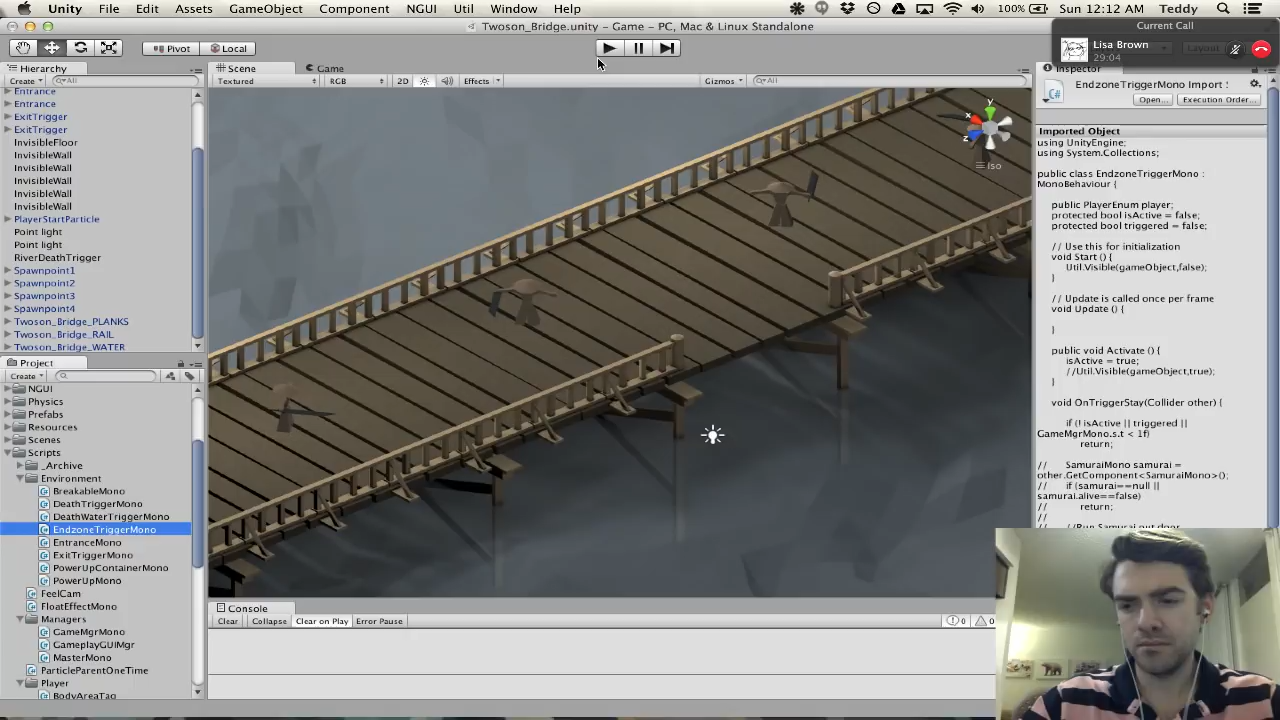 Unity File Edit Assets GameObject Component NGUI Window Help 100% Sun 12:12 AM Teddy
Twoson_Bridge.unity - Game - PC, Mac & Linux Standalone
Current Call
Lisa Brown
29:04
Pivot Local
Layout
Hierarchy
Create All
Entrance
Entrance
ExitTrigger
ExitTrigger
InvisibleFloor
InvisibleWall
InvisibleWall
InvisibleWall
InvisibleWall
InvisibleWall
PlayerStartParticle
Point light
Point light
RiverDeathTrigger
Spawnpoint1
Spawnpoint2
Spawnpoint3
Spawnpoint4
Twoson_Bridge_PLANKS
Twoson_Bridge_RAIL
Twoson_Bridge_WATER
Project
Create
NGUI
Physics
Prefabs
Resources
Scenes
Scripts
_Archive
Environment
BreakableMono
DeathTriggerMono
DeathWaterTriggerMono
EndzoneTriggerMono
EntranceMono
ExitTriggerMono
PowerUpContainerMono
PowerUpMono
FeelCam
FloatEffectMono
Managers
GameMgrMono
GameplayGUIMgr
MasterMono
ParticleParentOneTime
Player
BodyAreaTag
Scene Game
Textured RGB 2D Effects Gizmos All
y
x
z
Iso
Console
Clear Collapse Clear on Play Error Pause 0 0
Inspector
EndzoneTriggerMono Import
Open... Execution Order...
Imported Object
using UnityEngine;
using System.Collections;
public class EndzoneTriggerMono :
MonoBehaviour {
public PlayerEnum player;
protected bool isActive = false;
protected bool triggered = false;
// Use this for initialization
void Start () {
Util.Visible(gameObject,false);
}
// Update is called once per frame
void Update () {
}
public void Activate () {
isActive = true;
//Util.Visible(gameObject,true);
}
void OnTriggerStay(Collider other) {
if (! isActive || triggered ||
GameMgrMono.s.t < 1f)
return;
// SamuraiMono samurai =
other.GetComponent<SamuraiMono>();
// if (samurai==null ||
samurai.alive==false)
// return;
//
// //Run Samurai out door